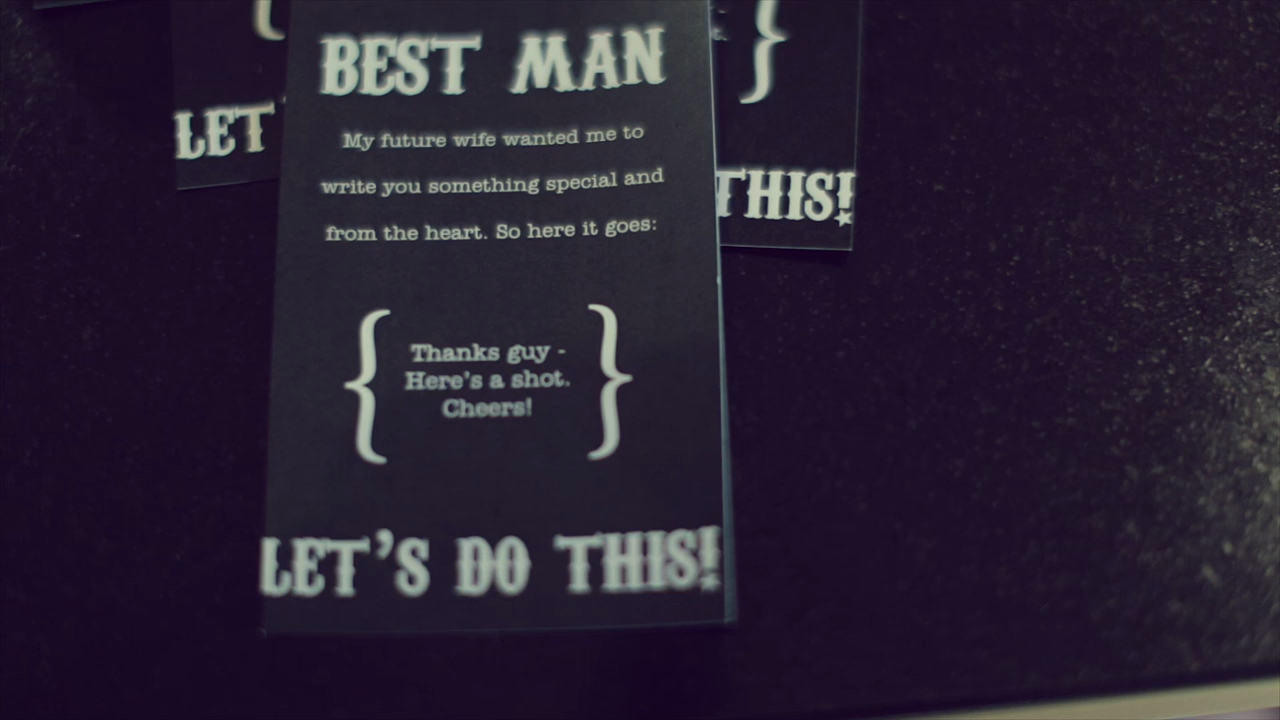 BEST MAN
My future wife wanted me to
write you something special and
from the heart. So here it goes:
{ Thanks guy -
Here's a shot.
Cheers! }
LET'S DO THIS!
{
LET'
}
THIS!